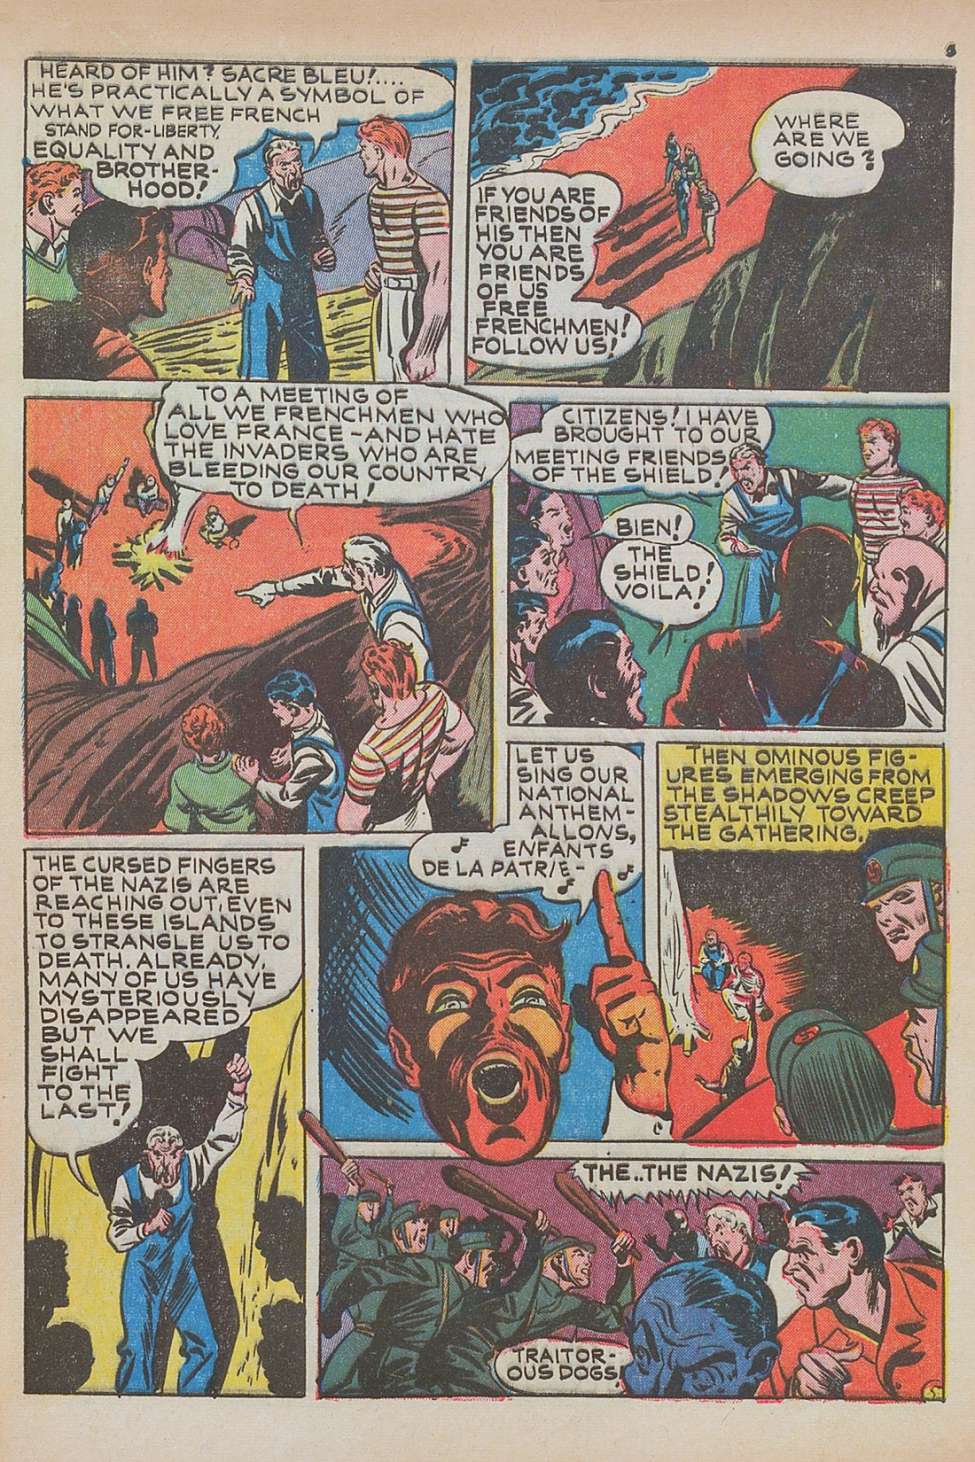 6
HEARD OF HIM? SACRE BLEU!....
HE'S PRACTICALLY A SYMBOL OF
WHAT WE FREE FRENCH
STAND FOR-LIBERTY,
EQUALITY AND
BROTHER-
HOOD!
IF YOU ARE
FRIENDS OF
HIS THEN
YOU ARE
FRIENDS
OF US
FREE
FRENCHMEN!
FOLLOW US!
WHERE
ARE WE
GOING?
TO A MEETING OF
ALL WE FRENCHMEN WHO
LOVE FRANCE-AND HATE
THE INVADERS WHO ARE
BLEEDING OUR COUNTRY
TO DEATH!
CITIZENS! I HAVE
BROUGHT TO OUR
MEETING FRIENDS
OF THE SHIELD!
BIEN!
THE
SHIELD!
VOILA!
THE CURSED FINGERS
OF THE NAZIS ARE
REACHING OUT, EVEN
TO THESE ISLANDS
TO STRANGLE US TO
DEATH. ALREADY,
MANY OF US HAVE
MYSTERIOUSLY
DISAPPEARED
BUT WE
SHALL
FIGHT
TO THE
LAST!
LET US
SING OUR
NATIONAL
ANTHEM-
ALLONS,
ENFANTS
DE LA PATRIE-
THEN OMINOUS FIG-
URES EMERGING FROM
THE SHADOWS CREEP
STEALTHILY TOWARD
THE GATHERING.
THE..THE NAZIS!
TRAITOR-
OUS DOGS!
5